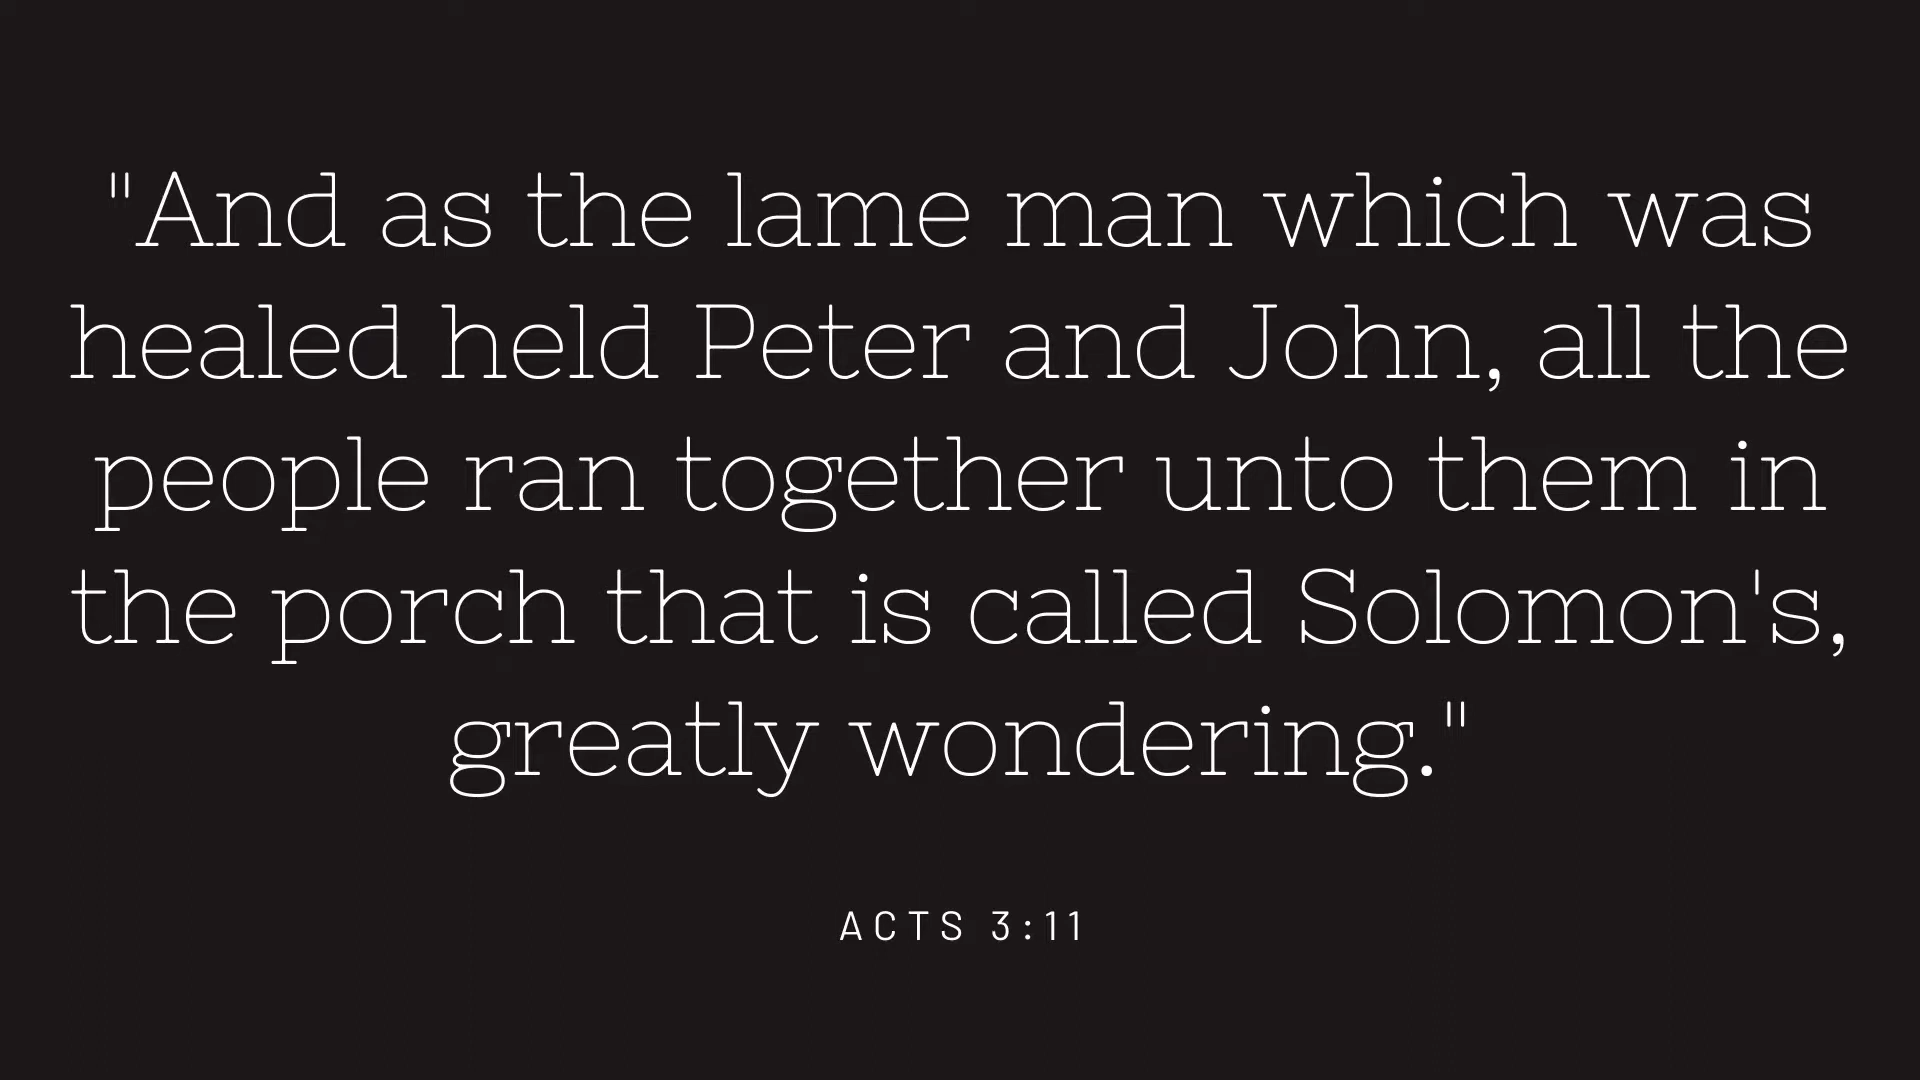 "And as the lame man which was
healed held Peter and John, all the
people ran together unto them in
the porch that is called Solomon's,
greatly wondering."
ACTS 3:11